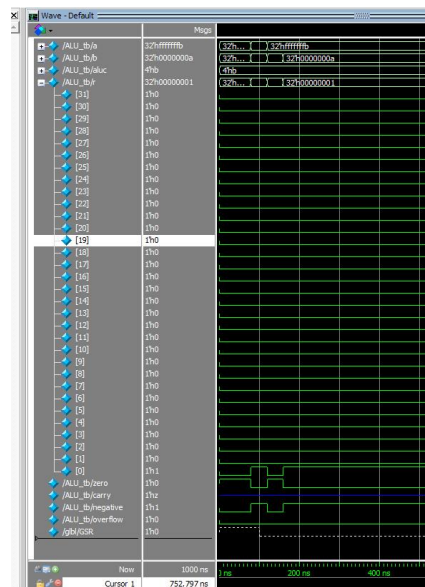 Wave - Default
Msgs
/ALU_tb/a 32'hfffffffb (32'h... 32'hfffffffb
/ALU_tb/b 32'h0000000a (32'h... 32'h0000000a
/ALU_tb/aluc 4'hb (4'hb
/ALU_tb/r 32'h00000001 (32'h... 32'h00000001
[31] 1'h0
[30] 1'h0
[29] 1'h0
[28] 1'h0
[27] 1'h0
[26] 1'h0
[25] 1'h0
[24] 1'h0
[23] 1'h0
[22] 1'h0
[21] 1'h0
[20] 1'h0
[19] 1'h0
[18] 1'h0
[17] 1'h0
[16] 1'h0
[15] 1'h0
[14] 1'h0
[13] 1'h0
[12] 1'h0
[11] 1'h0
[10] 1'h0
[9] 1'h0
[8] 1'h0
[7] 1'h0
[6] 1'h0
[5] 1'h0
[4] 1'h0
[3] 1'h0
[2] 1'h0
[1] 1'h0
[0] 1'h1
/ALU_tb/zero 1'h0
/ALU_tb/carry 1'hz
/ALU_tb/negative 1'h1
/ALU_tb/overflow 1'h0
/glbl/GSR 1'h0
Now 1000 ns 200 ns 400 ns
Cursor 1 752.797 ns